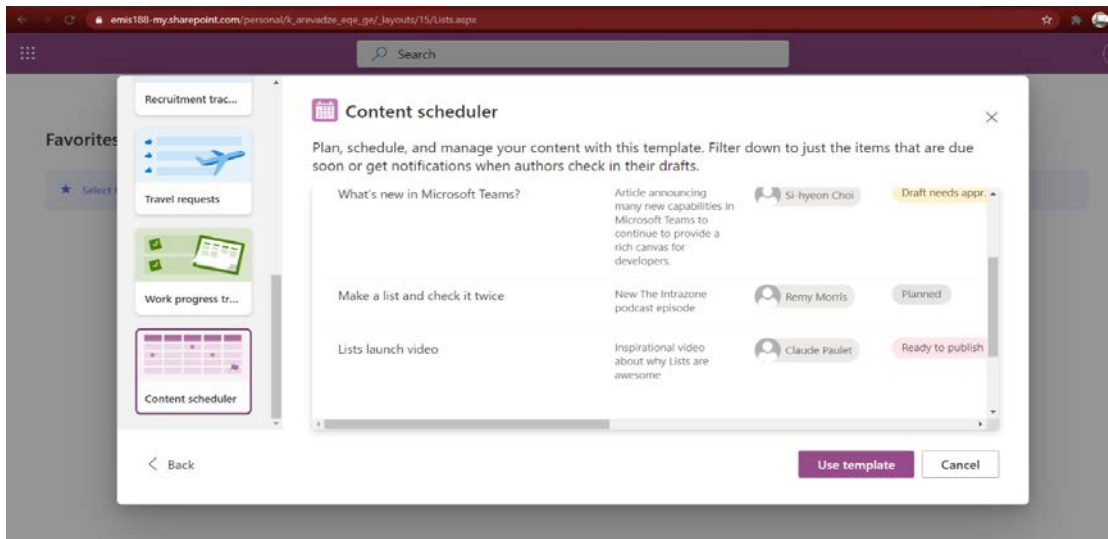 emis188-my.sharepoint.com/personal/k_arevadze_eqe_ge/_layouts/15/Lists.aspx
Search
Favorites
Select
Recruitment trac...
Travel requests
Work progress tr...
Content scheduler
Content scheduler
Plan, schedule, and manage your content with this template. Filter down to just the items that are due
soon or get notifications when authors check in their drafts.
What's new in Microsoft Teams?
Article announcing
many new capabilities in
Microsoft Teams to
continue to provide a
rich canvas for
developers.
Si-hyeon Choi
Draft needs appr.
Make a list and check it twice
New The Intrazone
podcast episode
Remy Morris
Planned
Lists launch video
Inspirational video
about why Lists are
awesome
Claude Paulet
Ready to publish
Back
Use template
Cancel